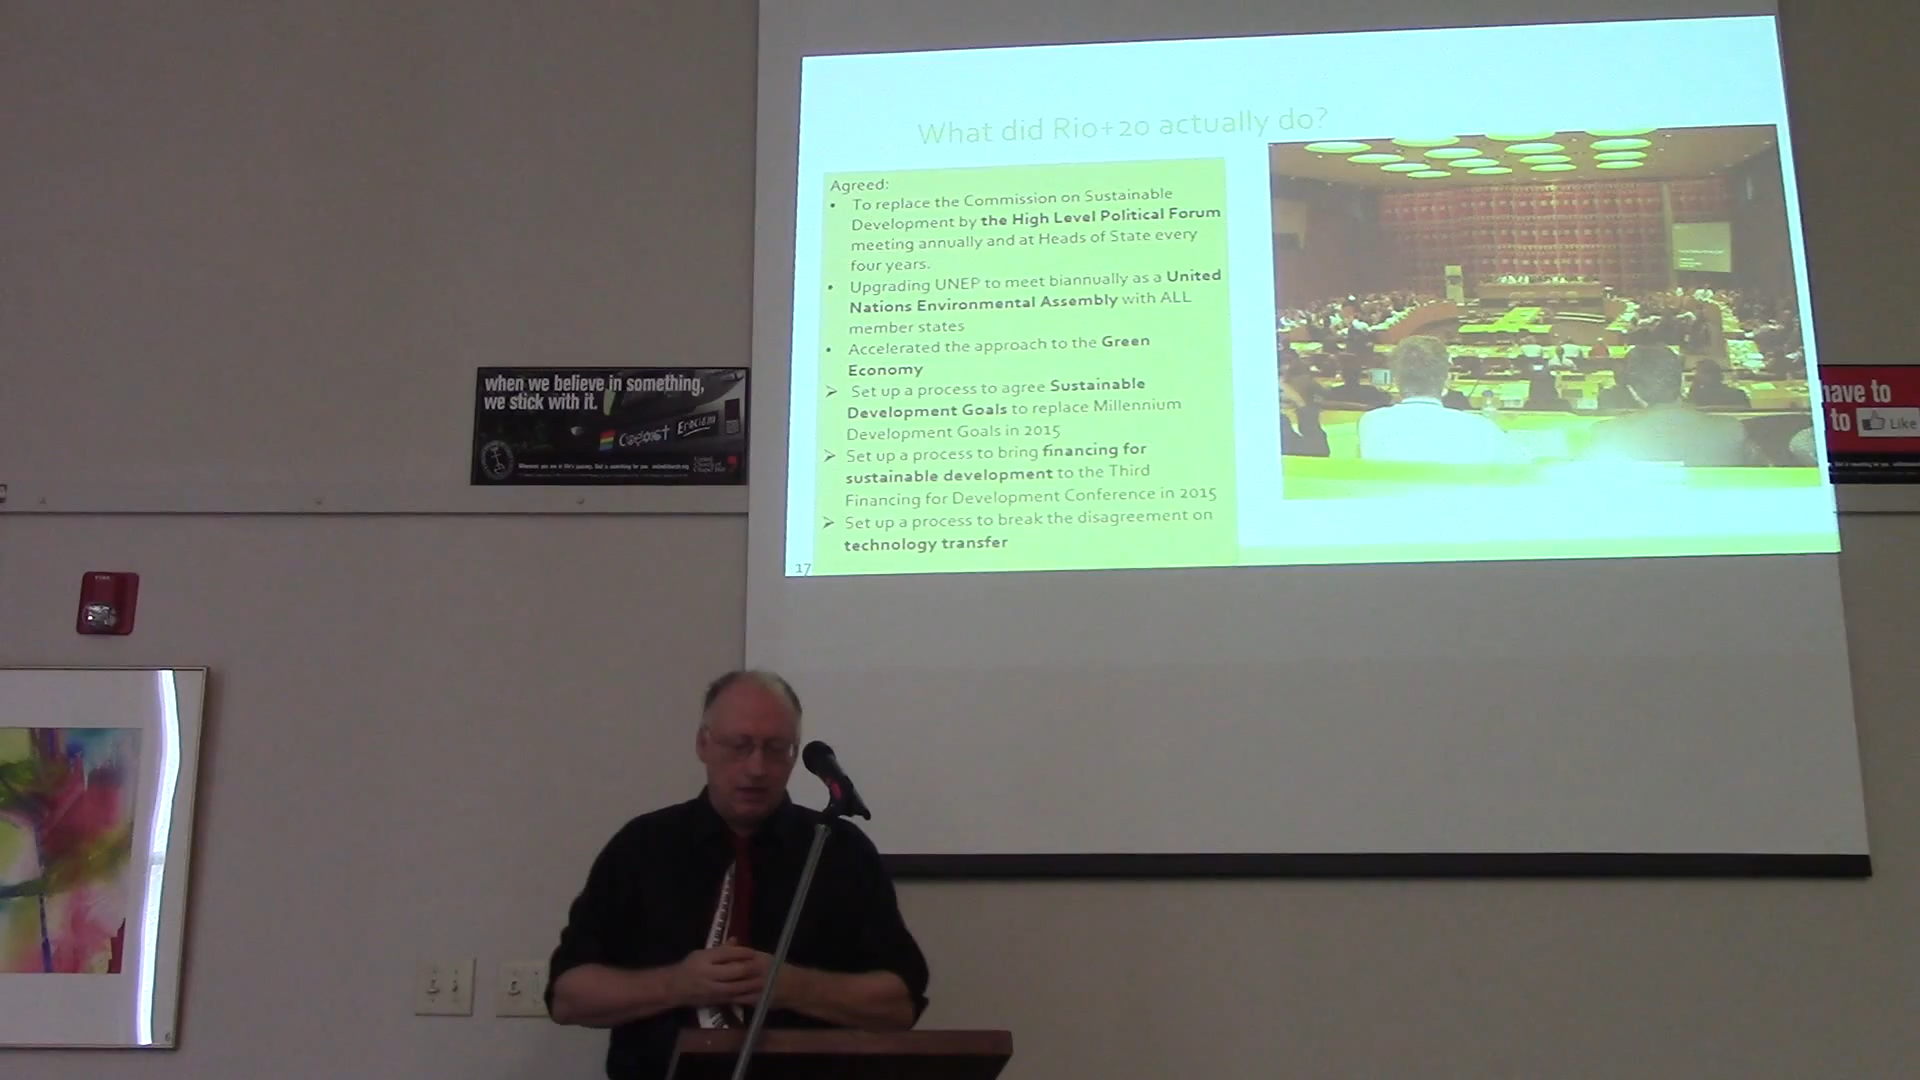 What did Rio+20 actually do?
Agreed:
• To replace the Commission on Sustainable
Development by the High Level Political Forum
meeting annually and at Heads of State every
four years.
• Upgrading UNEP to meet biannually as a United
Nations Environmental Assembly with ALL
member states
• Accelerated the approach to the Green
Economy
➢ Set up a process to agree Sustainable
Development Goals to replace Millennium
Development Goals in 2015
➢ Set up a process to bring financing for
sustainable development to the Third
Financing for Development Conference in 2015
➢ Set up a process to break the disagreement on
technology transfer
17
when we believe in something,
we stick with it.
have to
to
Like